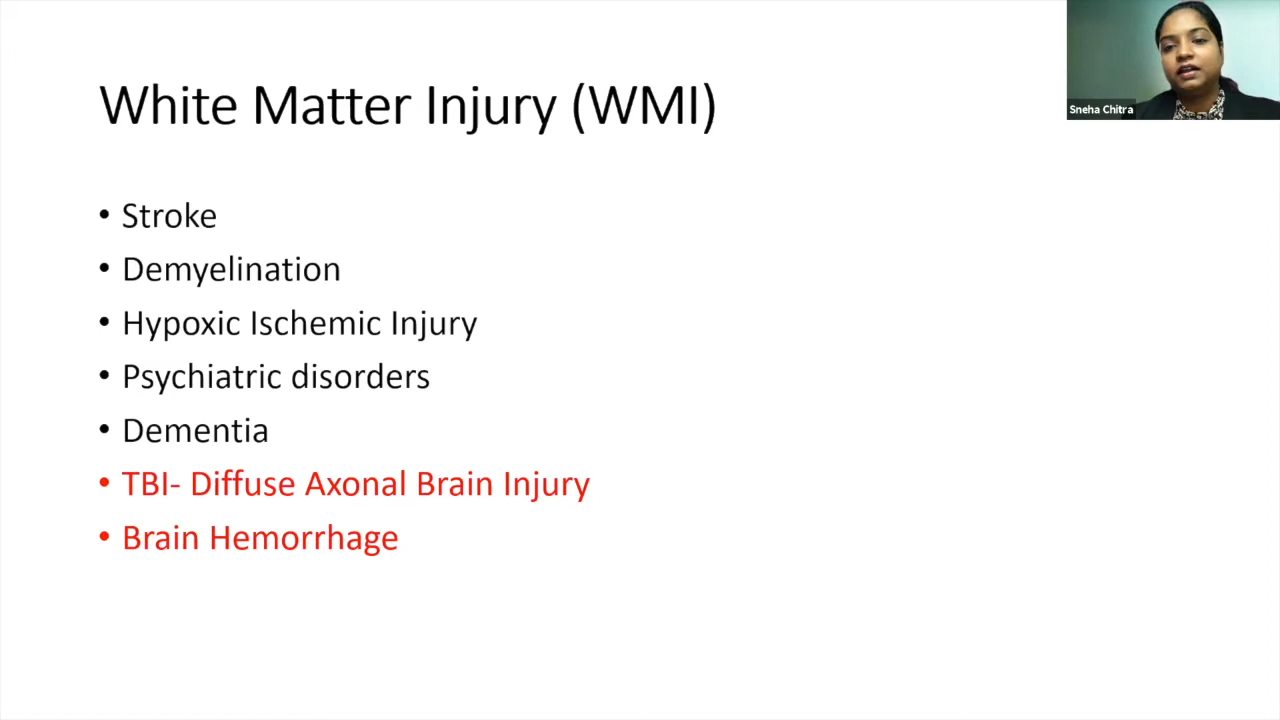 White Matter Injury (WMI)
Sneha Chitra
• Stroke
• Demyelination
• Hypoxic Ischemic Injury
• Psychiatric disorders
• Dementia
• TBI- Diffuse Axonal Brain Injury
• Brain Hemorrhage